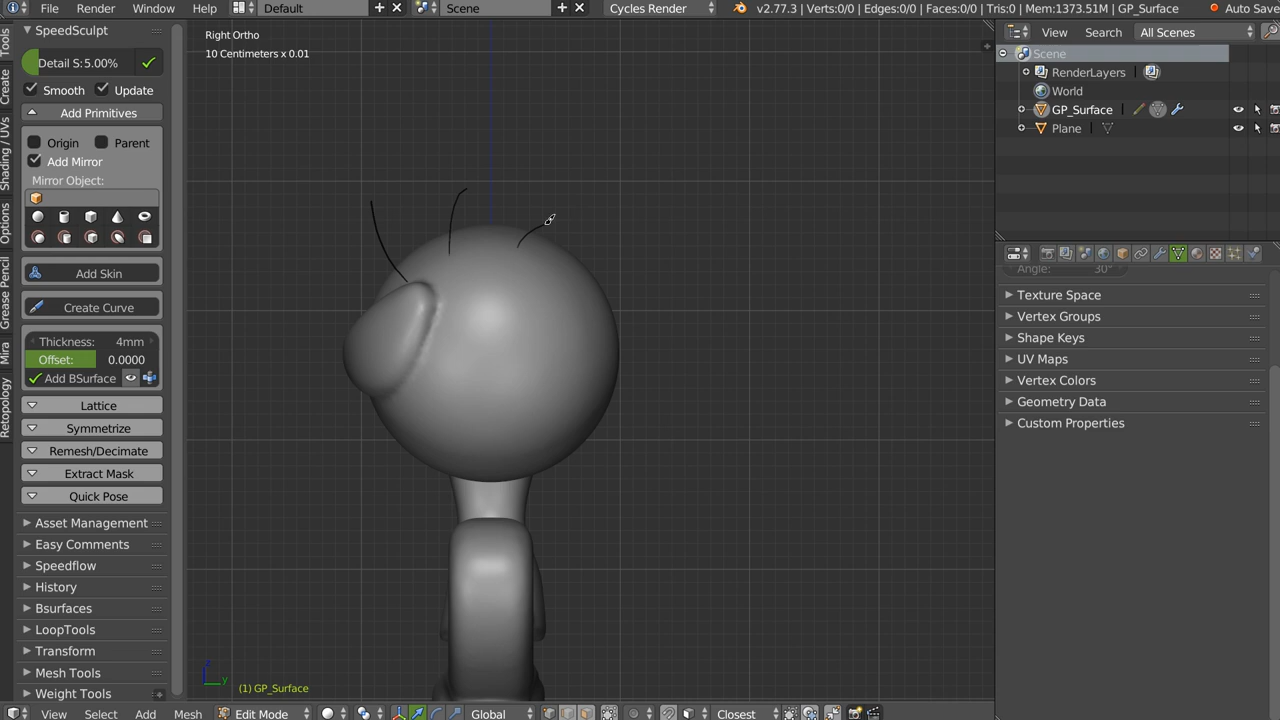 File Render Window Help Default Scene Cycles Render v2.77.3 | Verts:0/0 | Edges:0/0 | Faces:0/0 | Tris:0 | Mem:1373.51M | GP_Surface Auto Save
Tools
Create
Shading / UVs
Options
Grease Pencil
Mira
Retopology
SpeedSculpt
Detail S: 5.00%
Smooth Update
Add Primitives
Origin Parent
Add Mirror
Mirror Object:
Add Skin
Create Curve
Thickness: 4mm
Offset: 0.0000
Add BSurface
Lattice
Symmetrize
Remesh/Decimate
Extract Mask
Quick Pose
Asset Management
Easy Comments
Speedflow
History
Bsurfaces
LoopTools
Transform
Mesh Tools
Weight Tools
Right Ortho
10 Centimeters x 0.01
z
y
(1) GP_Surface
View Select Add Mesh Edit Mode Global Closest
View Search All Scenes
Scene
RenderLayers
World
GP_Surface
Plane
Angle: 30°
Texture Space
Vertex Groups
Shape Keys
UV Maps
Vertex Colors
Geometry Data
Custom Properties